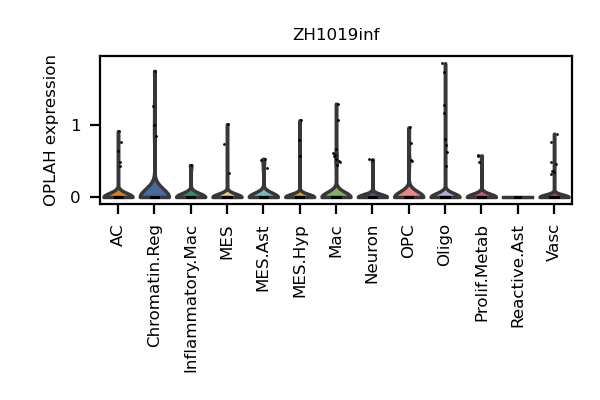 ZH1019inf
OPLAH expression
1
0
AC
Chromatin.Reg
Inflammatory.Mac
MES
MES.Ast
MES.Hyp
Mac
Neuron
OPC
Oligo
Prolif.Metab
Reactive.Ast
Vasc